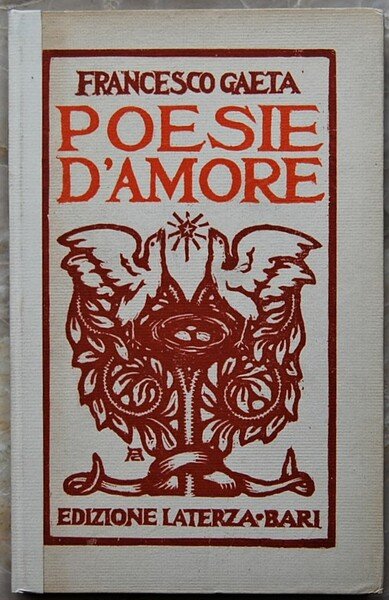 FRANCESCO GAETA
POESIE
D'AMORE
EDIZIONE LATERZA•BARI